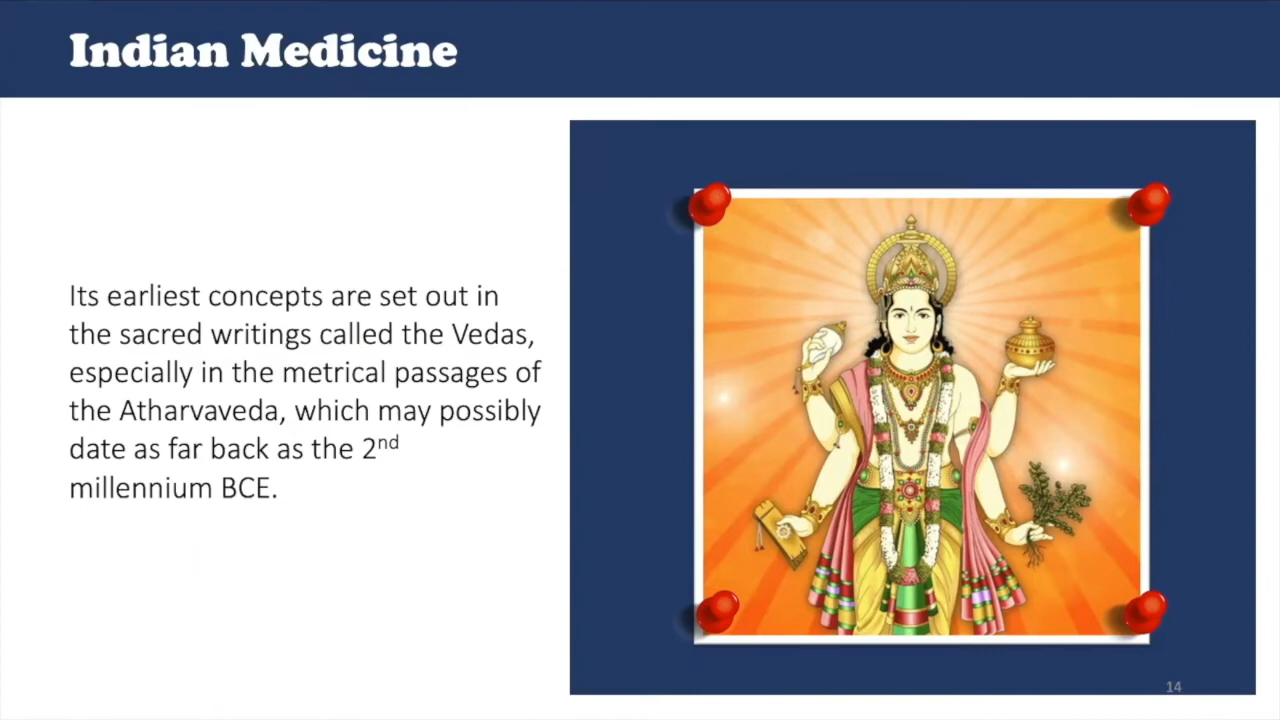 Indian Medicine
Its earliest concepts are set out in
the sacred writings called the Vedas,
especially in the metrical passages of
the Atharvaveda, which may possibly
date as far back as the 2nd
millennium BCE.
14